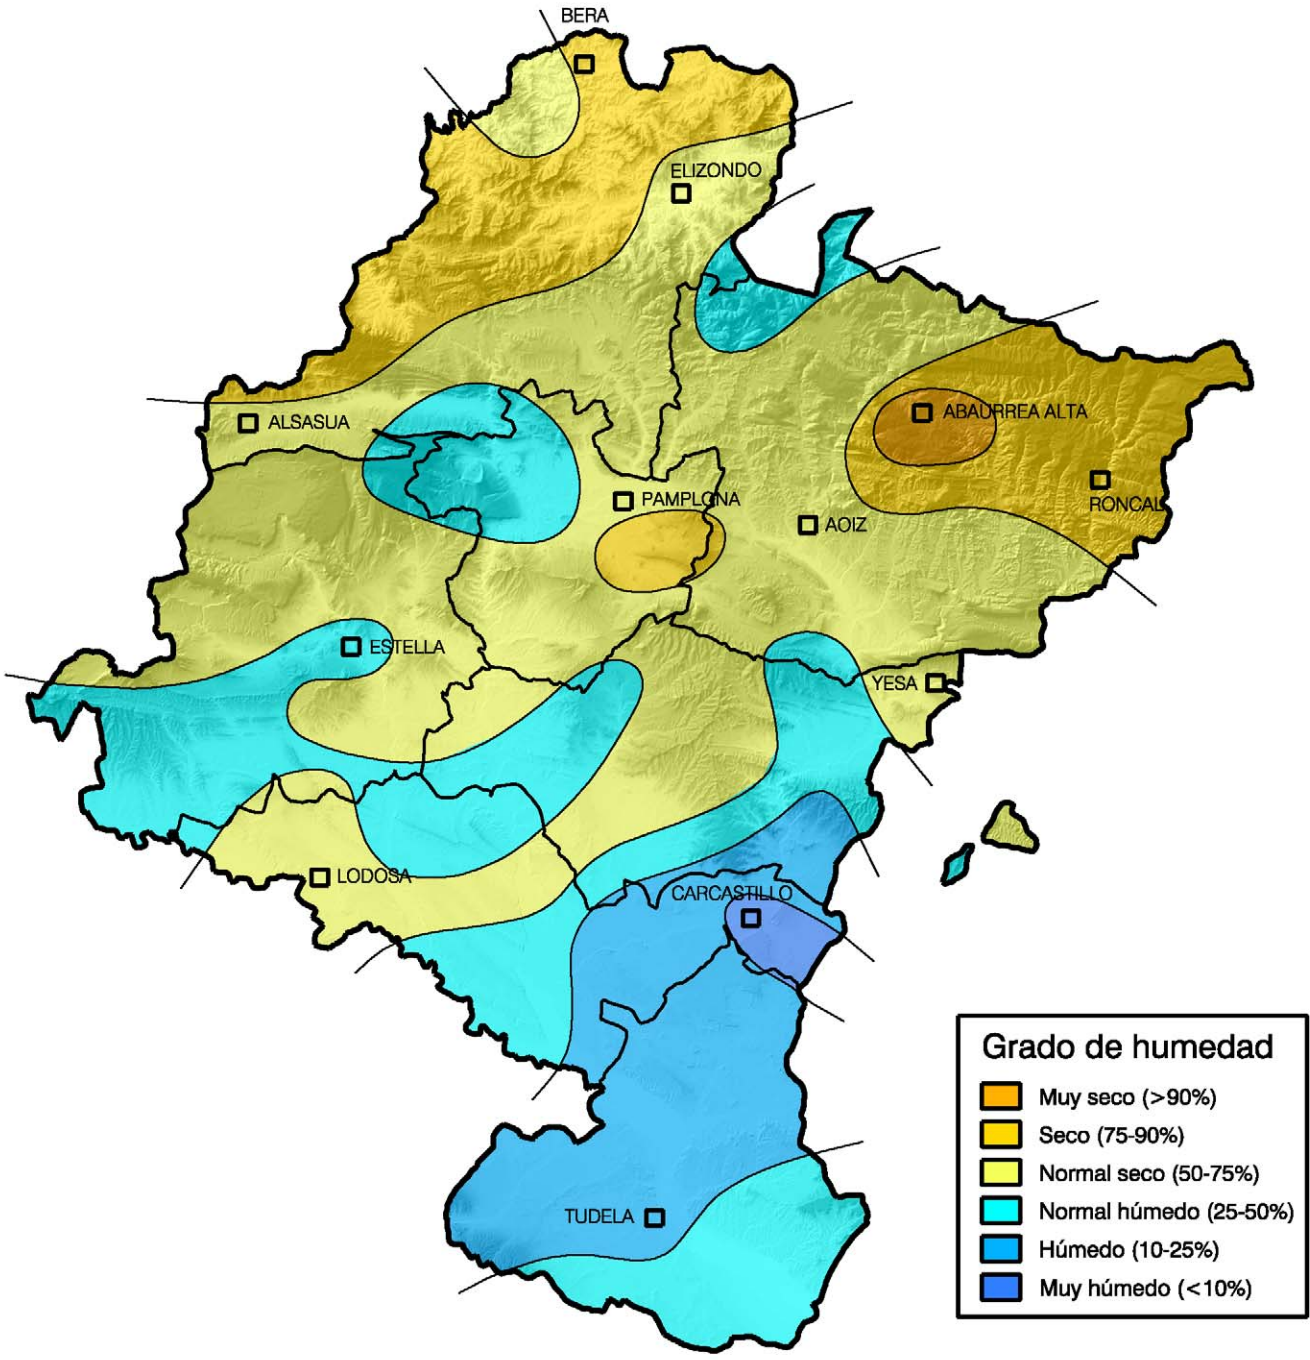 BERA
ELIZONDO
ALSASUA
ABAURREA ALTA
PAMPLONA
RONCAL
AOIZ
ESTELLA
YESA
LODOSA
CARCASTILLO
TUDELA
Grado de humedad
Muy seco (>90%)
Seco (75-90%)
Normal seco (50-75%)
Normal húmedo (25-50%)
Húmedo (10-25%)
Muy húmedo (<10%)